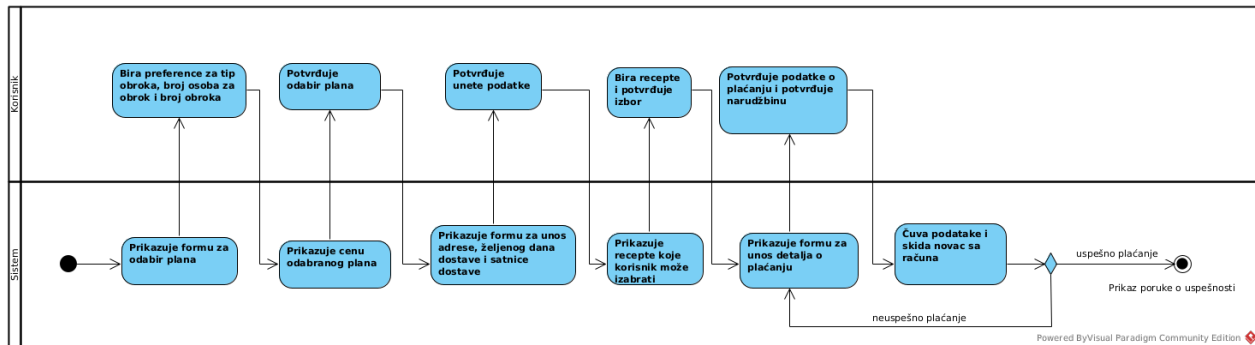 Korisnik
Bira preference za tip
obroka, broj osoba za
obrok i broj obroka
Potvrđuje
odabir plana
Potvrđuje
unete podatke
Bira recepte
i potvrđuje
izbor
Potvrđuje podatke o
plaćanju i potvrđuje
narudžbinu
Sistem
Prikazuje formu za
odabir plana
Prikazuje cenu
odabranog plana
Prikazuje formu za unos
adrese, željenog dana
dostave i satnice
dostave
Prikazuje
recepte koje
korisnik može
izabrati
Prikazuje formu za
unos detalja o
plaćanju
Čuva podatake i
skida novac sa
računa
uspešno plaćanje
Prikaz poruke o uspešnosti
neuspešno plaćanje
Powered ByVisual Paradigm Community Edition